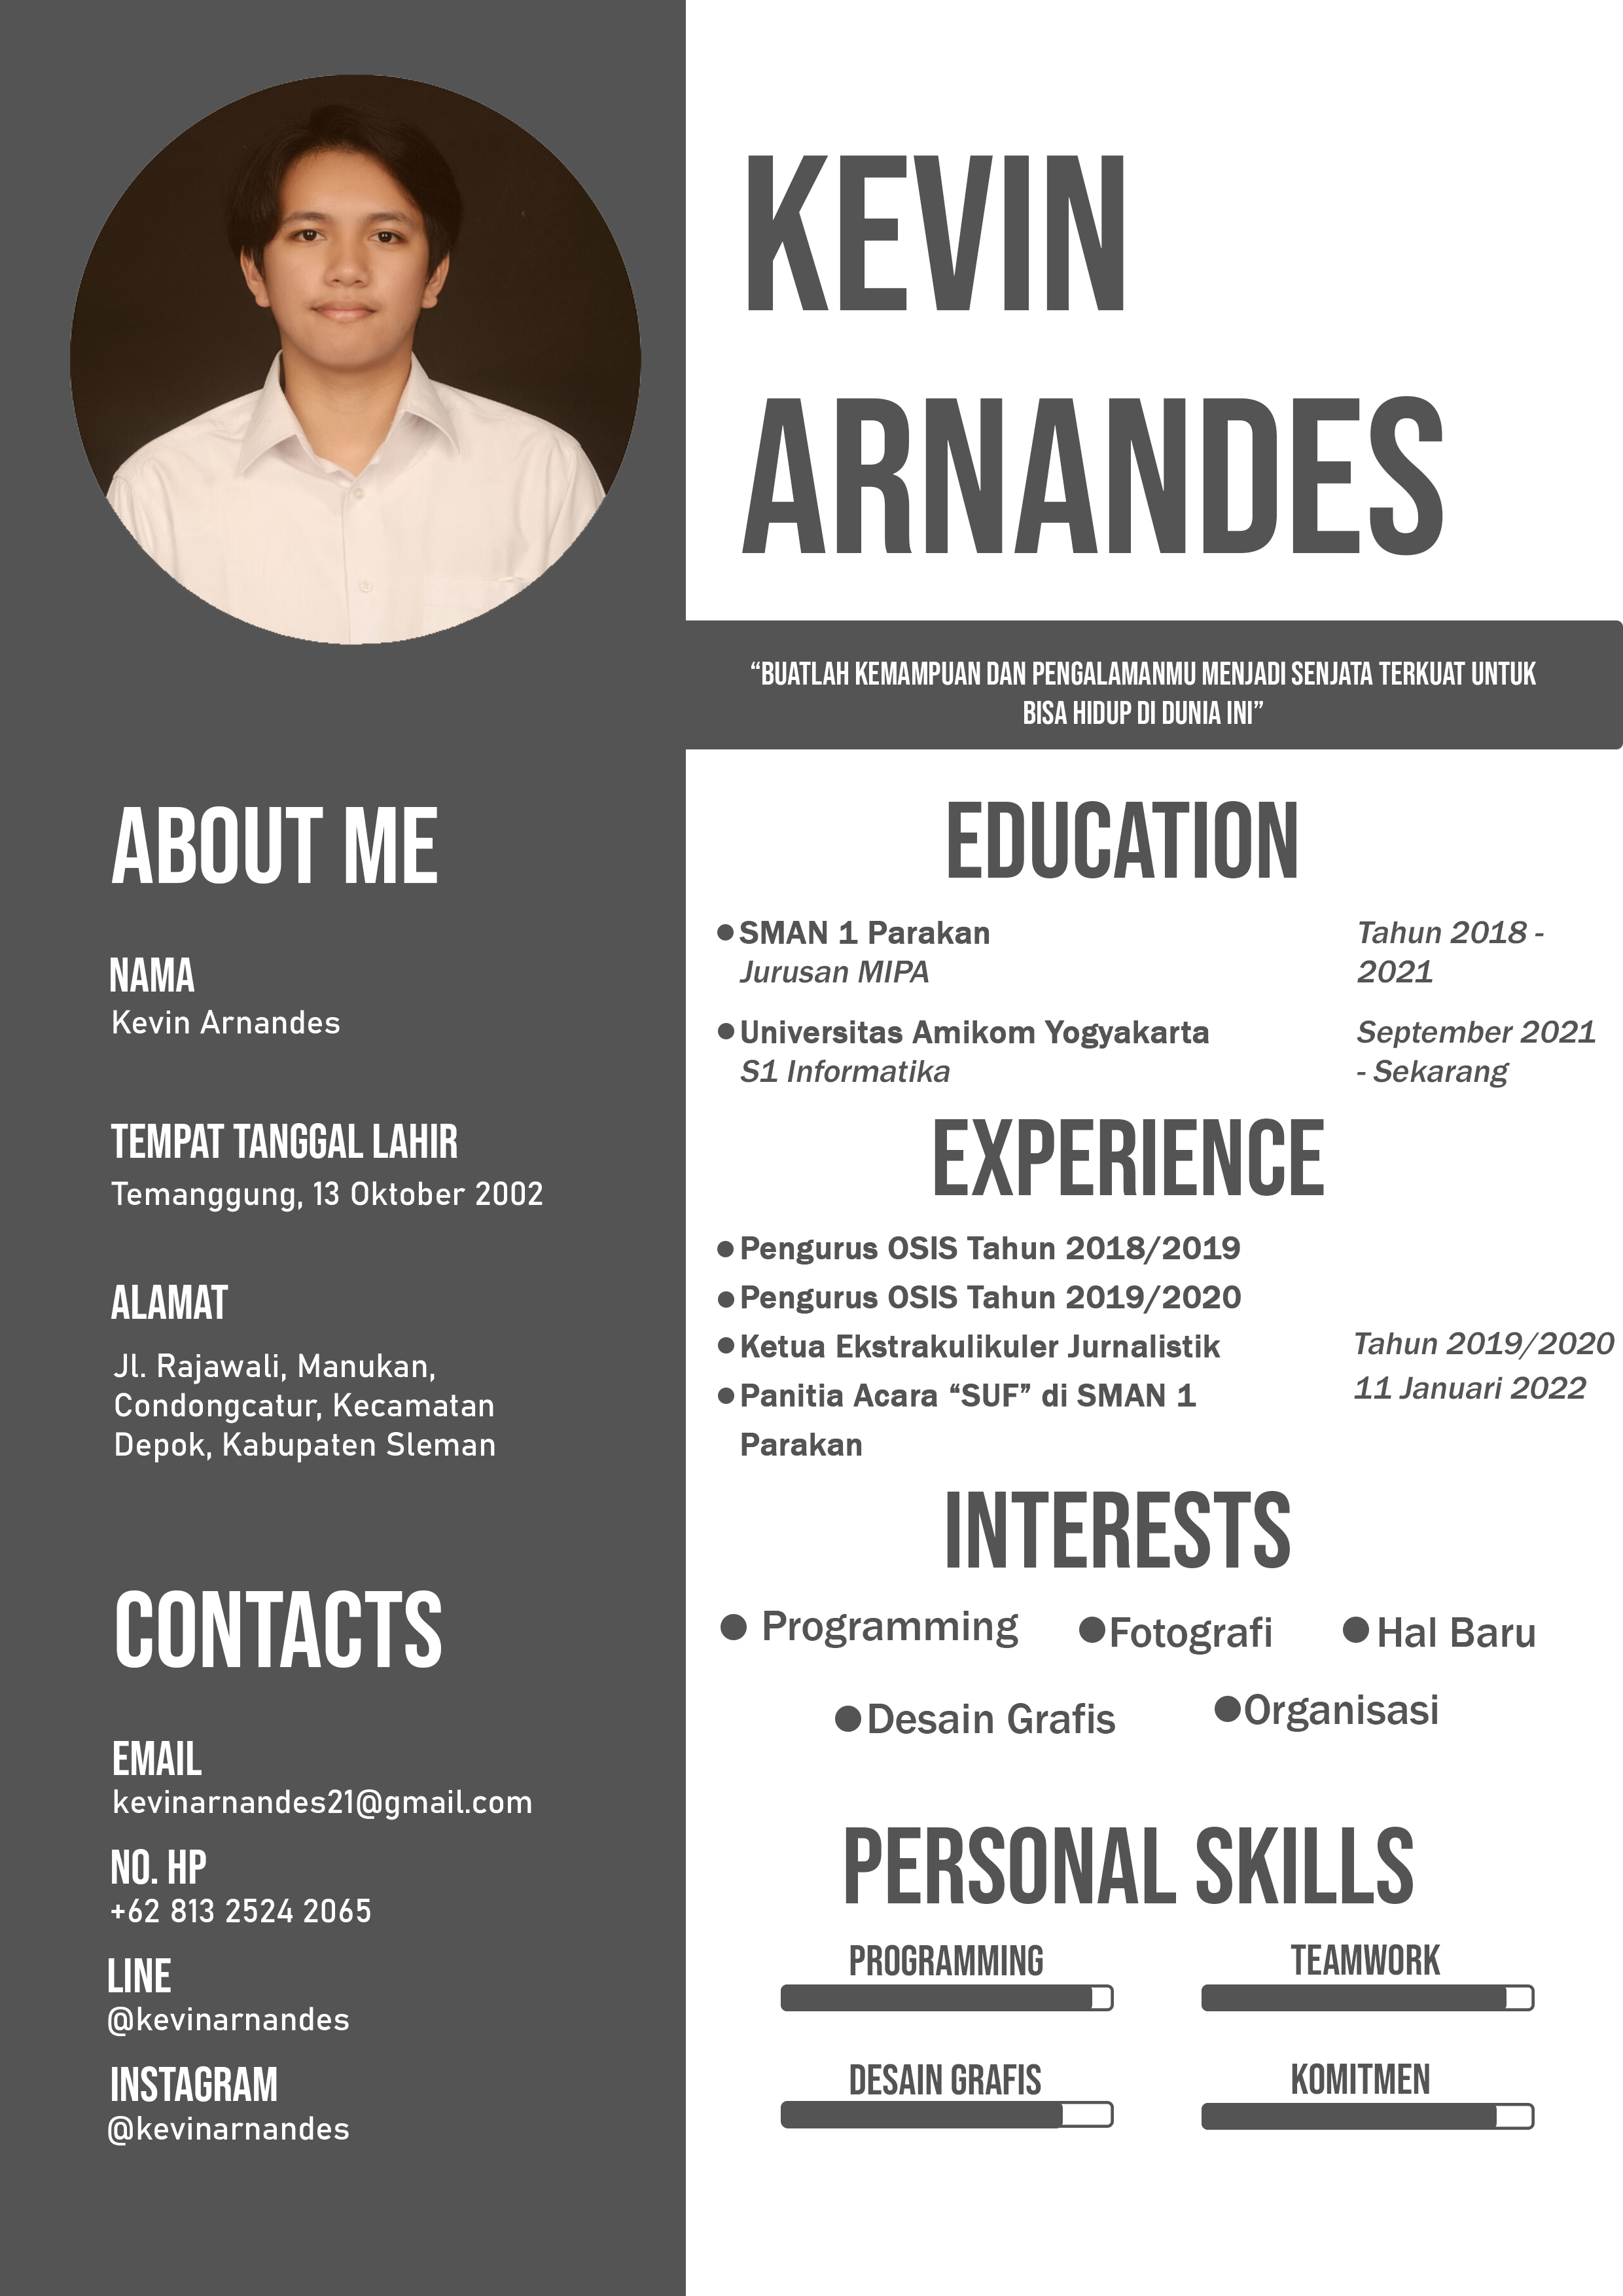 KEVIN
ARNANDES
“BUATLAH KEMAMPUAN DAN PENGALAMANMU MENJADI SENJATA TERKUAT UNTUK
BISA HIDUP DI DUNIA INI”
ABOUT ME
NAMA
Kevin Arnandes
TEMPAT TANGGAL LAHIR
Temanggung, 13 Oktober 2002
ALAMAT
Jl. Rajawali, Manukan,
Condongcatur, Kecamatan
Depok, Kabupaten Sleman
CONTACTS
EMAIL
kevinarnandes21@gmail.com
NO. HP
+62 813 2524 2065
LINE
@kevinarnandes
INSTAGRAM
@kevinarnandes
EDUCATION
SMAN 1 Parakan
Jurusan MIPA
Tahun 2018 -
2021
Universitas Amikom Yogyakarta
S1 Informatika
September 2021
- Sekarang
EXPERIENCE
Pengurus OSIS Tahun 2018/2019
Pengurus OSIS Tahun 2019/2020
Ketua Ekstrakulikuler Jurnalistik
Tahun 2019/2020
Panitia Acara “SUF” di SMAN 1
Parakan
11 Januari 2022
INTERESTS
Programming
Fotografi
Hal Baru
Desain Grafis
Organisasi
PERSONAL SKILLS
PROGRAMMING
TEAMWORK
DESAIN GRAFIS
KOMITMEN